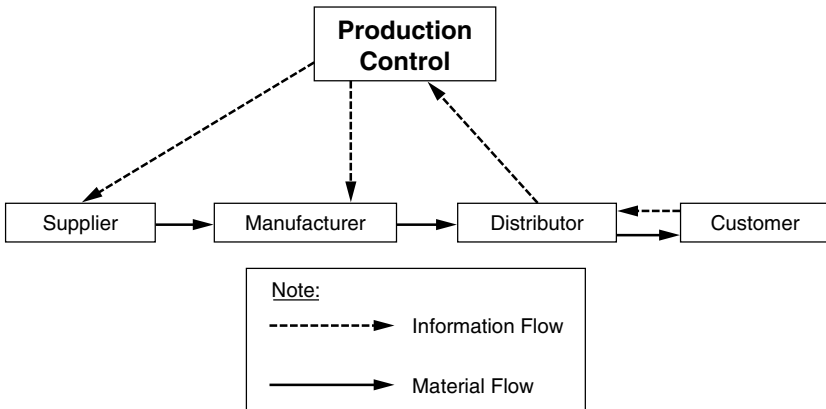 Production
Control
Supplier
Manufacturer
Distributor
Customer
Note:
Information Flow
Material Flow